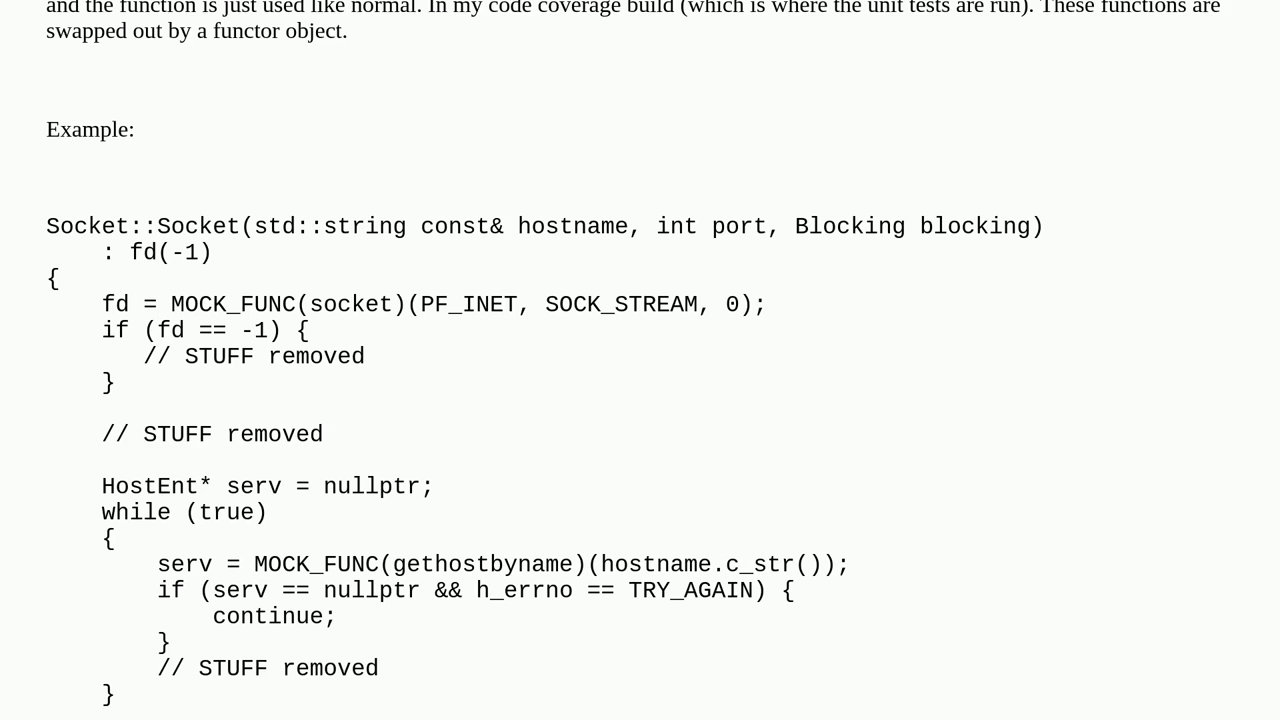 and the function is just used like normal. In my code coverage build (which is where the unit tests are run). These functions are
swapped out by a functor object.
Example:
Socket::Socket(std::string const& hostname, int port, Blocking blocking)
    : fd(-1)
{
    fd = MOCK_FUNC(socket)(PF_INET, SOCK_STREAM, 0);
    if (fd == -1) {
       // STUFF removed
    }
    // STUFF removed
    HostEnt* serv = nullptr;
    while (true)
    {
        serv = MOCK_FUNC(gethostbyname)(hostname.c_str());
        if (serv == nullptr && h_errno == TRY_AGAIN) {
            continue;
        }
        // STUFF removed
    }